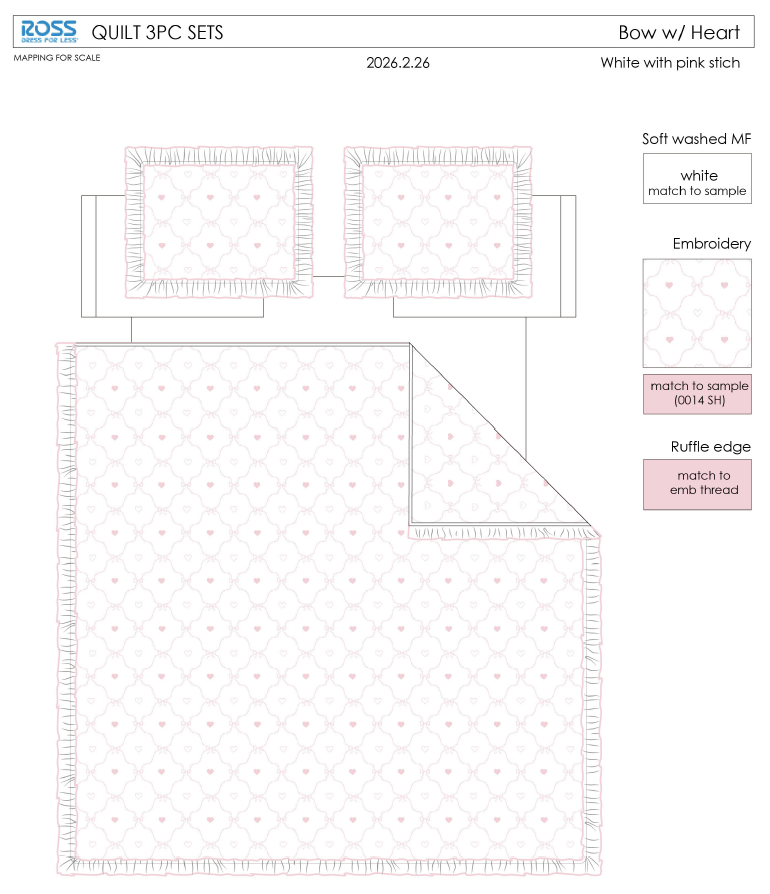 ROSS
DRESS FOR LESS
QUILT 3PC SETS
Bow w/ Heart
MAPPING FOR SCALE
2026.2.26
White with pink stich
Soft washed MF
white
match to sample
Embroidery
match to sample
(0014 SH)
Ruffle edge
match to
emb thread